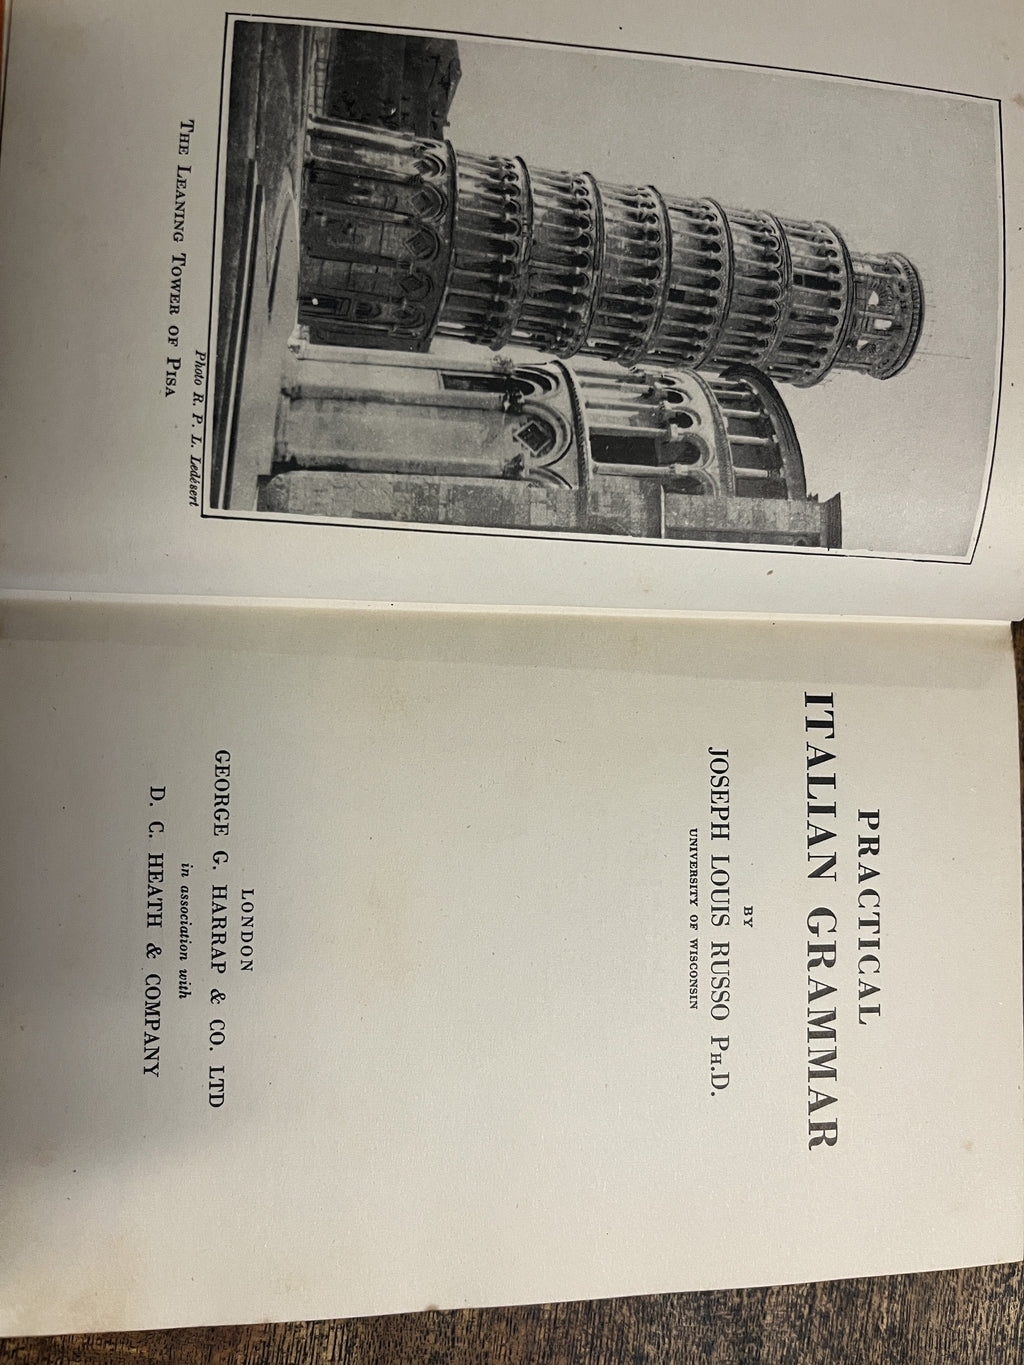 Photo R. P. L. Ledésert
THE LEANING TOWER OF PISA
PRACTICAL
ITALIAN GRAMMAR
BY
JOSEPH LOUIS RUSSO PH.D.
UNIVERSITY OF WISCONSIN
LONDON
GEORGE G. HARRAP & CO. LTD
in association with
D. C. HEATH & COMPANY